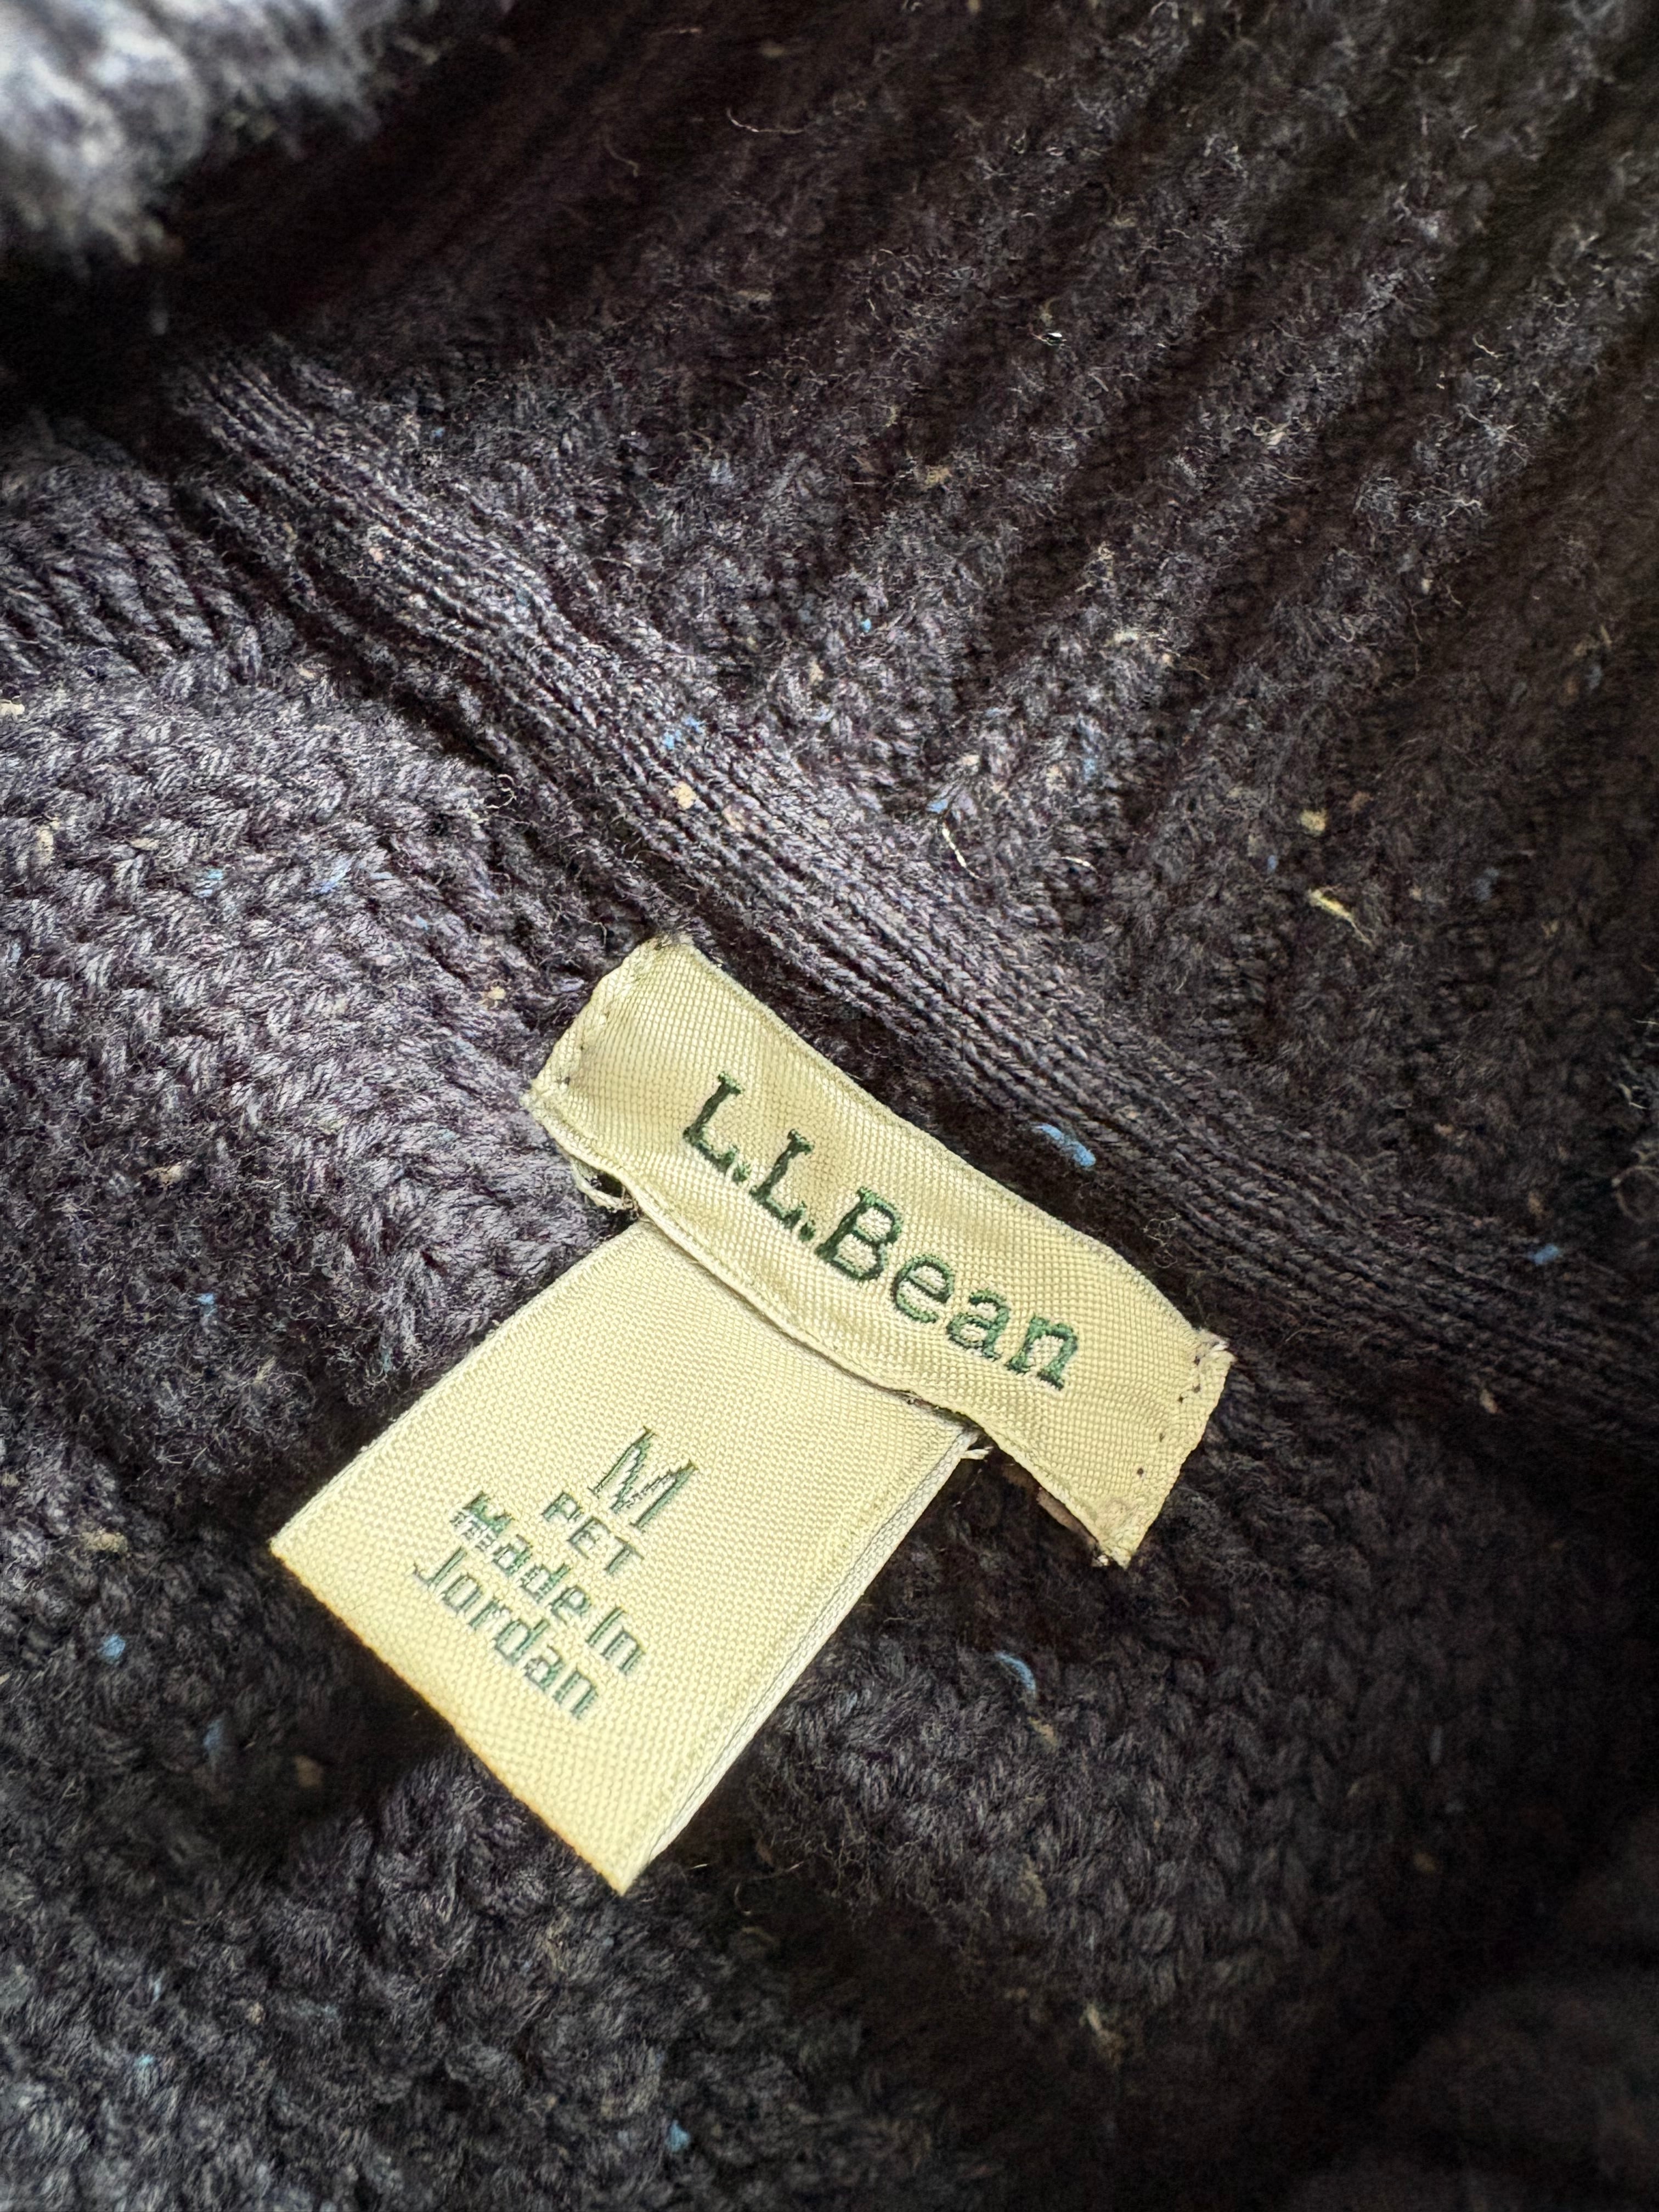 L.L.Bean
M
PET
Made In
Jordan